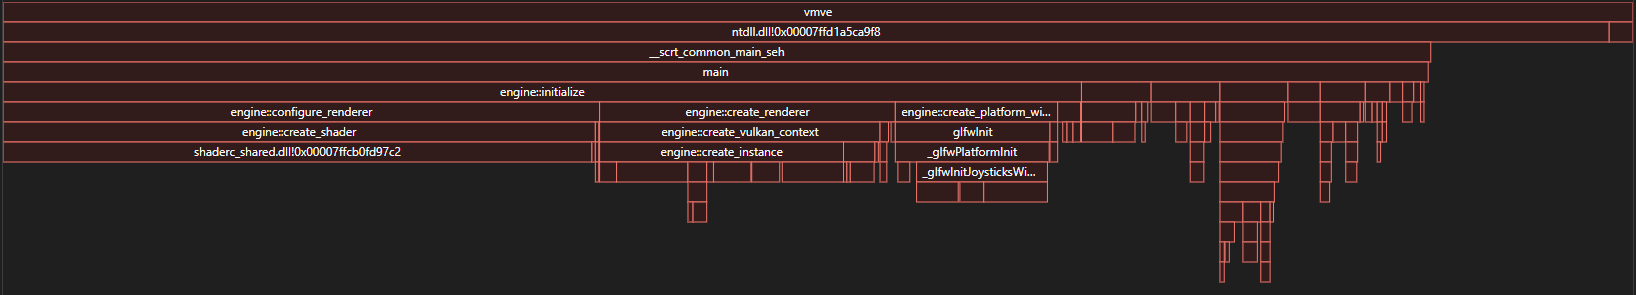 vmve
ntdll.dll!0x00007ffd1a5ca9f8
__scrt_common_main_seh
main
engine::initialize
engine::configure_renderer engine::create_renderer engine::create_platform_wi...
engine::create_shader engine::create_vulkan_context glfwInit
shaderc_shared.dll!0x00007ffcb0fd97c2 engine::create_instance _glfwPlatformInit
_glfwInitJoysticksWi...